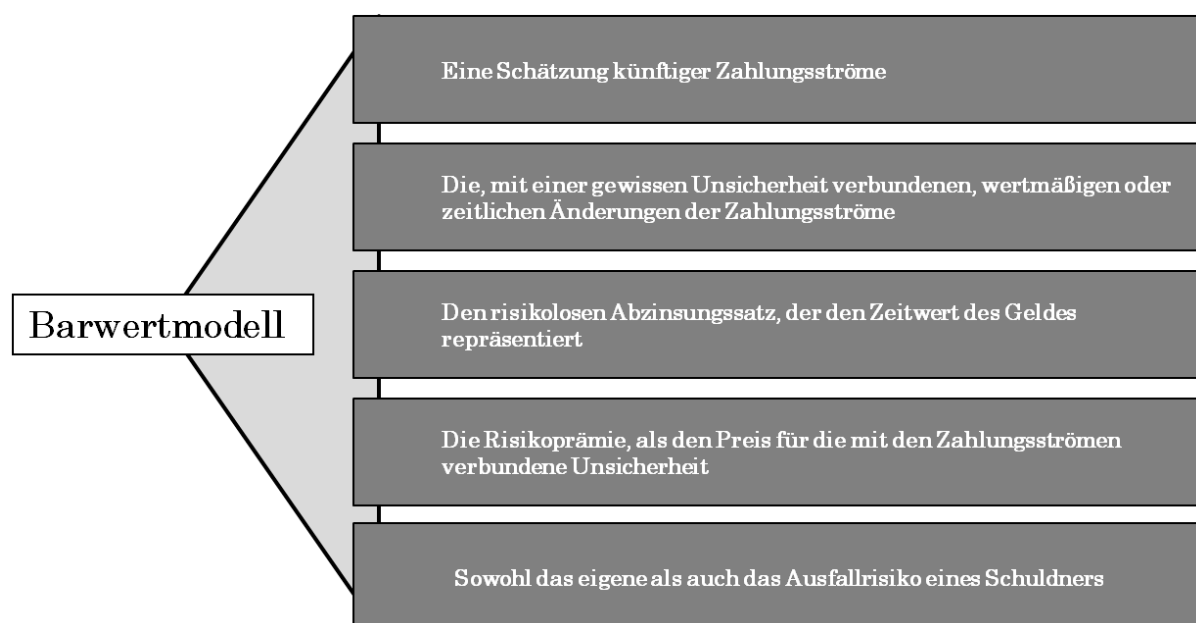 Eine Schätzung künftiger Zahlungsströme
Die, mit einer gewissen Unsicherheit verbundenen, wertmäßigen oder
zeitlichen Änderungen der Zahlungsströme
Barwertmodell
Den risikolosen Abzinsungssatz, der den Zeitwert des Geldes
repräsentiert
Die Risikoprämie, als den Preis für die mit den Zahlungsströmen
verbundene Unsicherheit
Sowohl das eigene als auch das Ausfallrisiko eines Schuldners